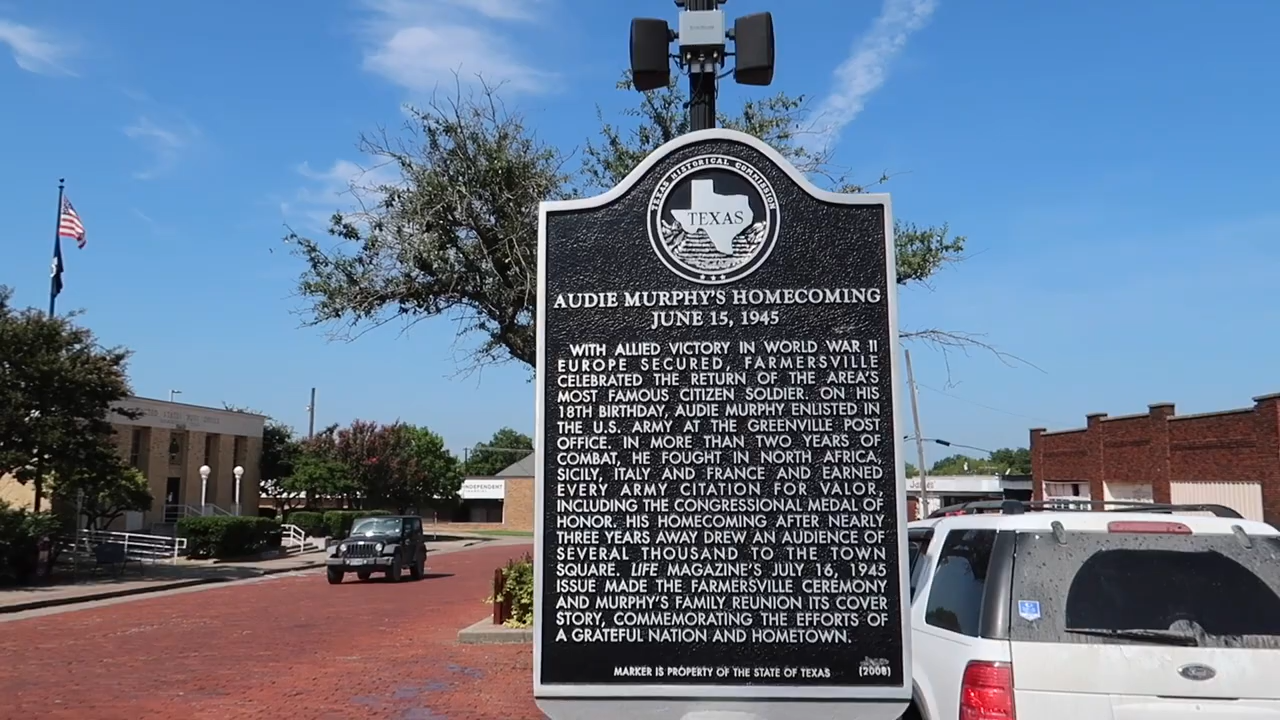 TEXAS HISTORICAL COMMISSION
TEXAS
AUDIE MURPHY'S HOMECOMING
JUNE 15, 1945
WITH ALLIED VICTORY IN WORLD WAR II
EUROPE SECURED, FARMERSVILLE
CELEBRATED THE RETURN OF THE AREA'S
MOST FAMOUS CITIZEN SOLDIER. ON HIS
18TH BIRTHDAY, AUDIE MURPHY ENLISTED IN
THE U.S. ARMY AT THE GREENVILLE POST
OFFICE. IN MORE THAN TWO YEARS OF
COMBAT, HE FOUGHT IN NORTH AFRICA,
SICILY, ITALY AND FRANCE AND EARNED
EVERY ARMY CITATION FOR VALOR,
INCLUDING THE CONGRESSIONAL MEDAL OF
HONOR. HIS HOMECOMING AFTER NEARLY
THREE YEARS AWAY DREW AN AUDIENCE OF
SEVERAL THOUSAND TO THE TOWN
SQUARE. LIFE MAGAZINE'S JULY 16, 1945
ISSUE MADE THE FARMERSVILLE CEREMONY
AND MURPHY'S FAMILY REUNION ITS COVER
STORY, COMMEMORATING THE EFFORTS OF
A GRATEFUL NATION AND HOMETOWN.
(2008)
MARKER IS PROPERTY OF THE STATE OF TEXAS
UNITED STATES POST OFFICE
INDEPENDENT
Ford